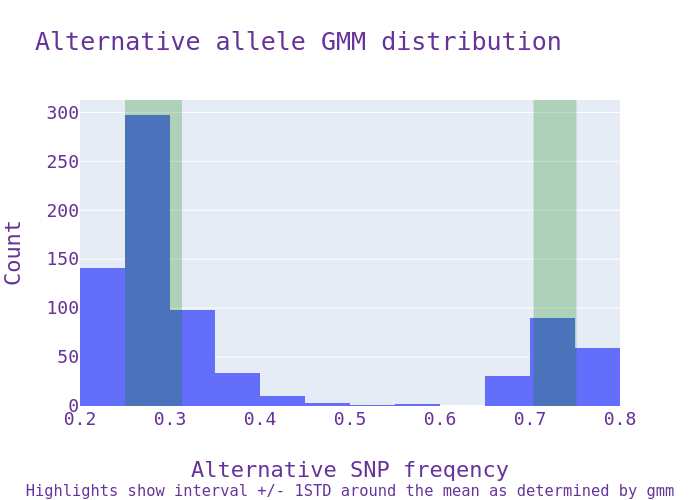 Alternative allele GMM distribution
300
250
200
150
100
50
0
Count
0.2 0.3 0.4 0.5 0.6 0.7 0.8
Alternative SNP freqency
Highlights show interval +/- 1STD around the mean as determined by gmm